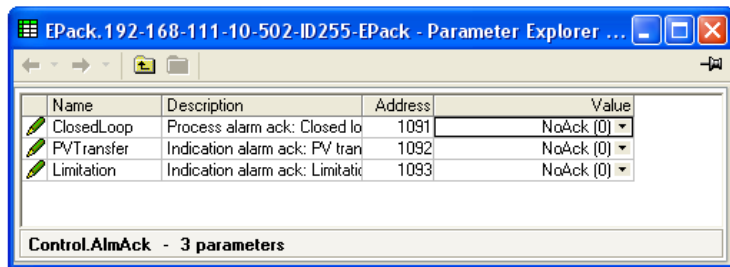 EPack.192-168-111-10-502-ID255-EPack - Parameter Explorer ...
Name Description Address Value
ClosedLoop Process alarm ack: Closed lo 1091 NoAck (0)
PVTransfer Indication alarm ack: PV tran 1092 NoAck (0)
Limitation Indication alarm ack: Limitatic 1093 NoAck (0)
Control.AlmAck - 3 parameters